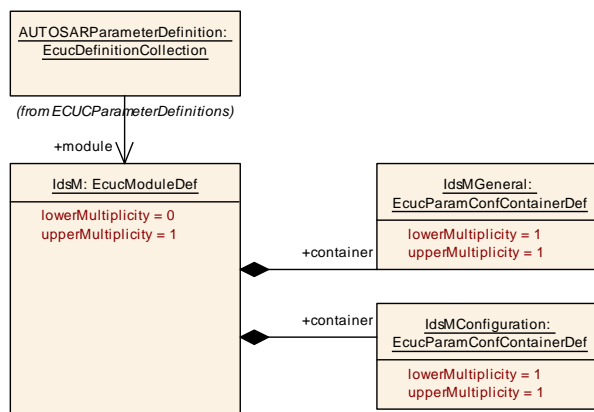 AUTOSARParameterDefinition:
EcucDefinitionCollection
(from ECUCParameterDefinitions)
+module
IdsM: EcucModuleDef
lowerMultiplicity = 0
upperMultiplicity = 1
IdsMGeneral:
EcucParamConfContainerDef
lowerMultiplicity = 1
upperMultiplicity = 1
+container
+container
IdsMConfiguration:
EcucParamConfContainerDef
lowerMultiplicity = 1
upperMultiplicity = 1